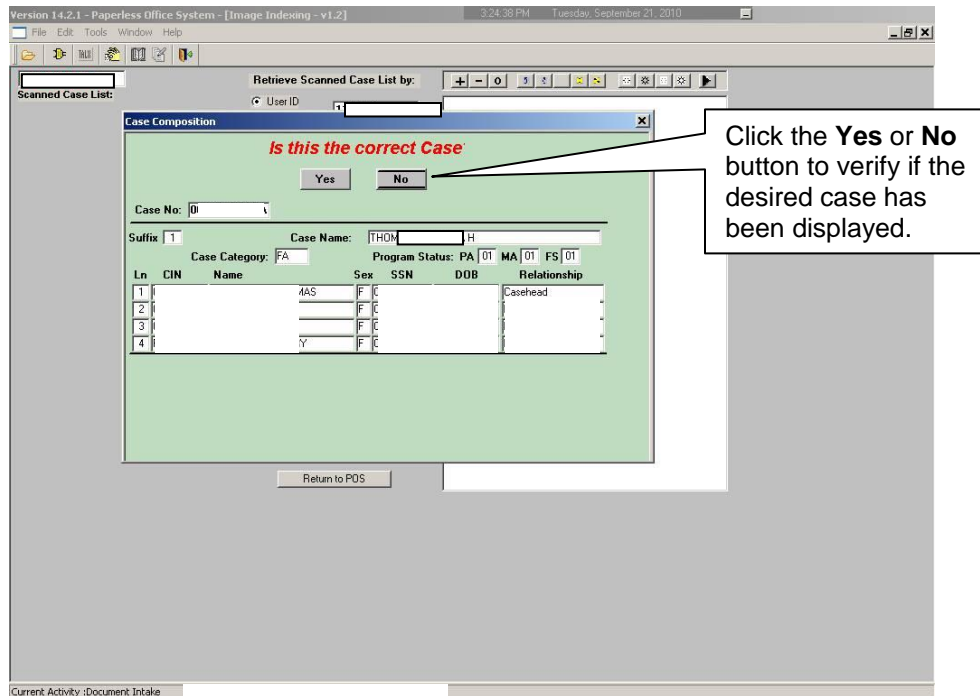 Version 14.2.1 - Paperless Office System - [Image Indexing - v1.2] 3:24:38 PM Tuesday, September 21, 2010
File Edit Tools Window Help
Retrieve Scanned Case List by:
Scanned Case List:
User ID
Case Composition
Is this the correct Case
Yes No
Case No: 0
Suffix 1 Case Name: THOM H
Case Category: FA Program Status: PA 01 MA 01 FS 01
Ln CIN Name Sex SSN DOB Relationship
1 MAS F Casehead
2 F
3 F
4 Y F
Return to POS
Current Activity :Document Intake
Click the Yes or No
button to verify if the
desired case has
been displayed.